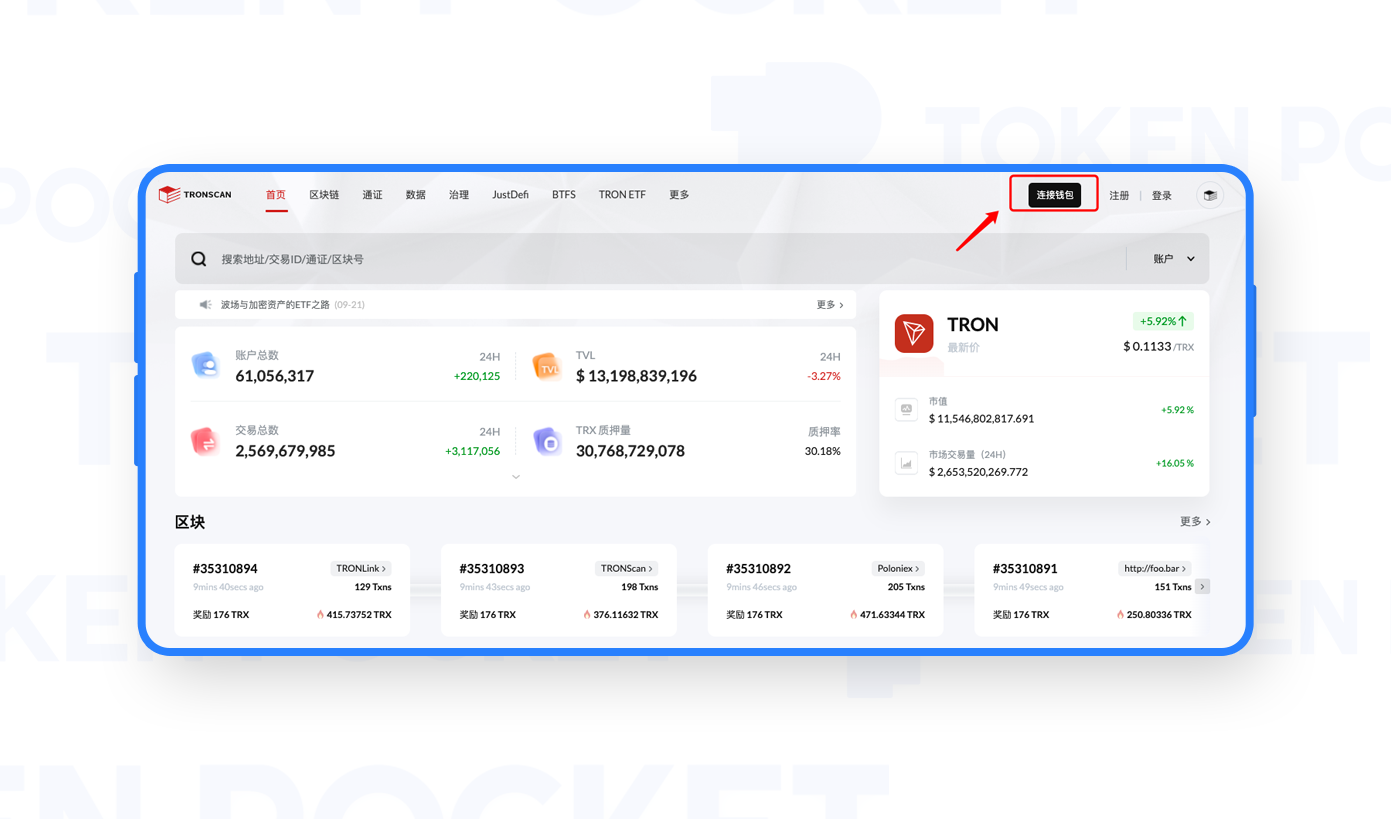 TOKEN POCKET
TOKEN PO
TRONSCAN 首页 区块链 通证 数据 治理 JustDefi BTFS TRON ETF 更多 连接钱包 注册 | 登录
搜索地址/交易ID/通证/区块号 账户
波场与加密资产的ETF之路 (09-21) 更多 >
账户总数 24H
61,056,317 +220,125
TVL 24H
$ 13,198,839,196 -3.27%
交易总数 24H
2,569,679,985 +3,117,056
TRX 质押量 质押率
30,768,729,078 30.18%
TRON +5.92%↑
最新价 $ 0.1133 /TRX
市值
$ 11,546,802,817.691 +5.92 %
市场交易量 (24H)
$ 2,653,520,269.772 +16.05 %
区块 更多 >
#35310894 TRONLink >
9mins 40secs ago 129 Txns
奖励 176 TRX 415.73752 TRX
#35310893 TRONScan >
9mins 43secs ago 198 Txns
奖励 176 TRX 376.11632 TRX
#35310892 Poloniex >
9mins 46secs ago 205 Txns
奖励 176 TRX 471.63344 TRX
#35310891 http://foo.bar >
9mins 49secs ago 151 Txns
奖励 176 TRX 250.80336 TRX
KEN POCKET
EN POCKET